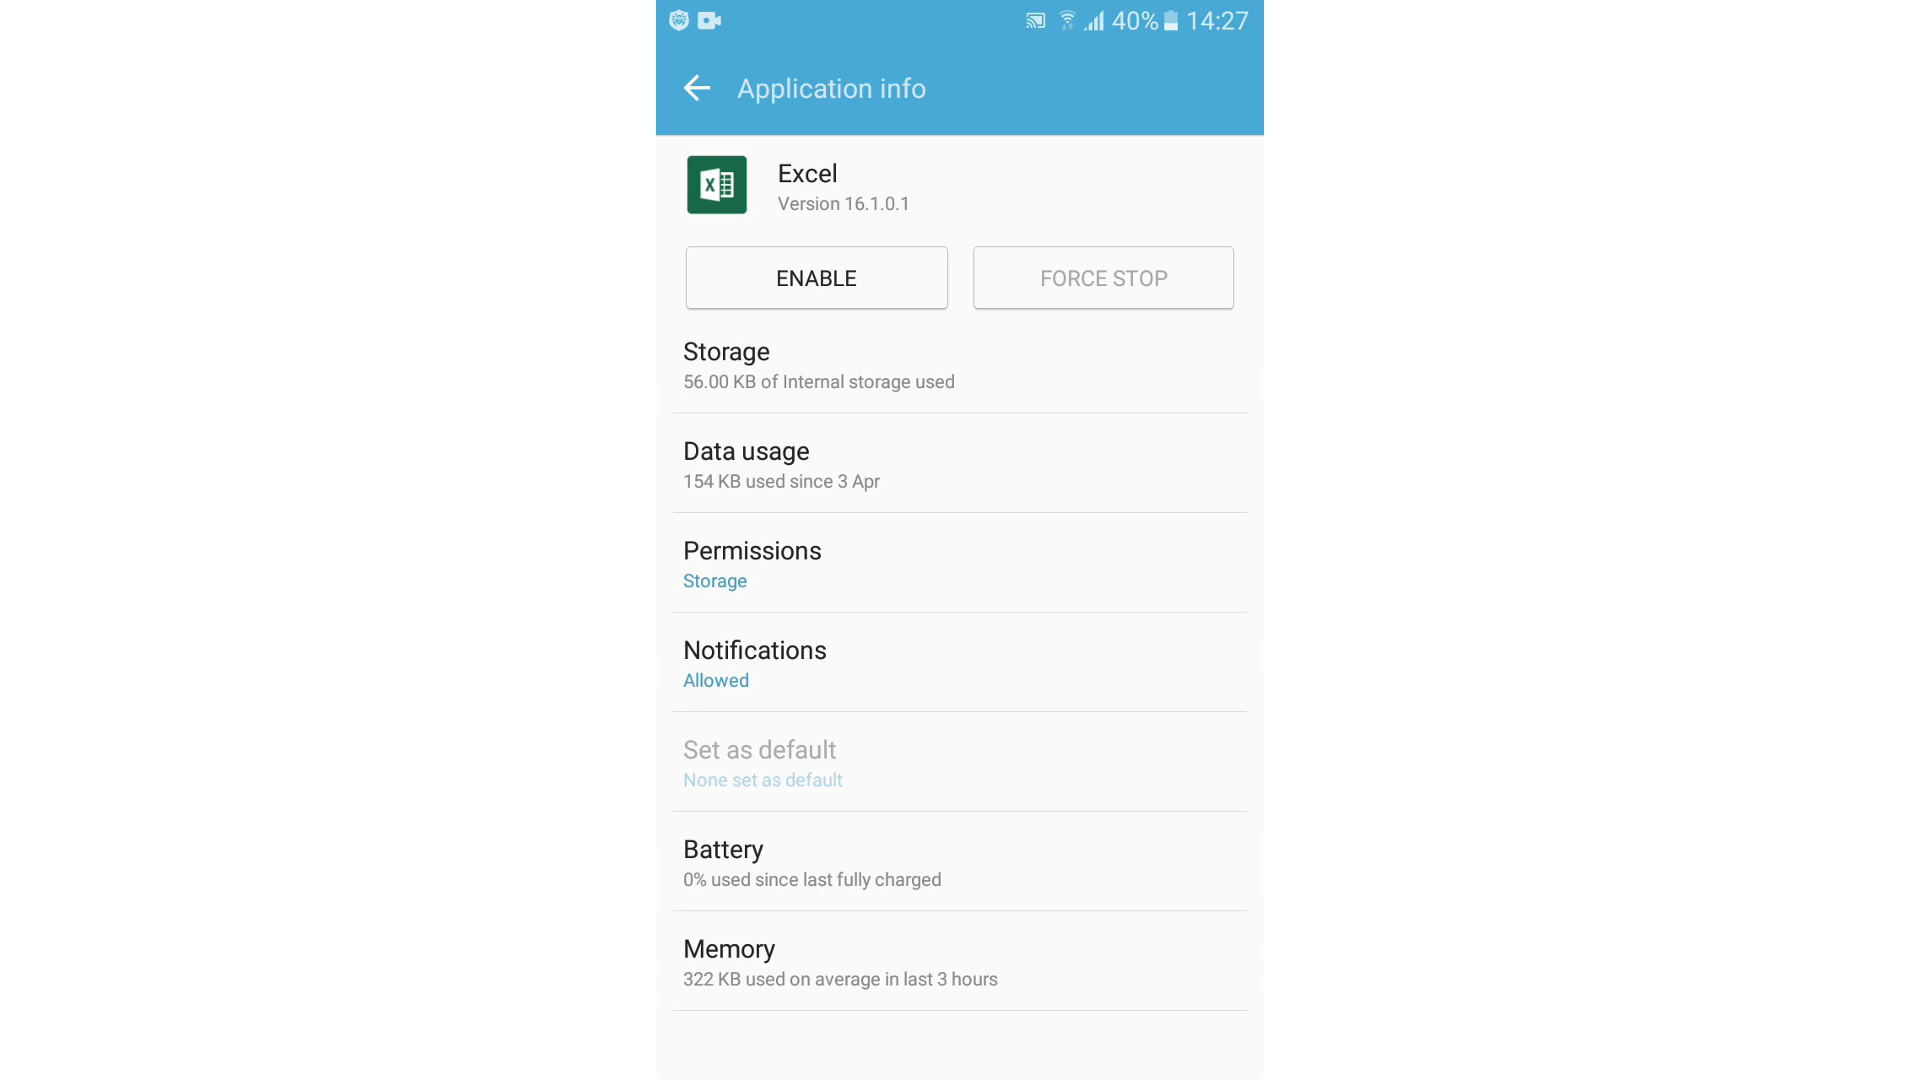 40% 14:27
Application info
Excel
Version 16.1.0.1
ENABLE FORCE STOP
Storage
56.00 KB of Internal storage used
Data usage
154 KB used since 3 Apr
Permissions
Storage
Notifications
Allowed
Set as default
None set as default
Battery
0% used since last fully charged
Memory
322 KB used on average in last 3 hours